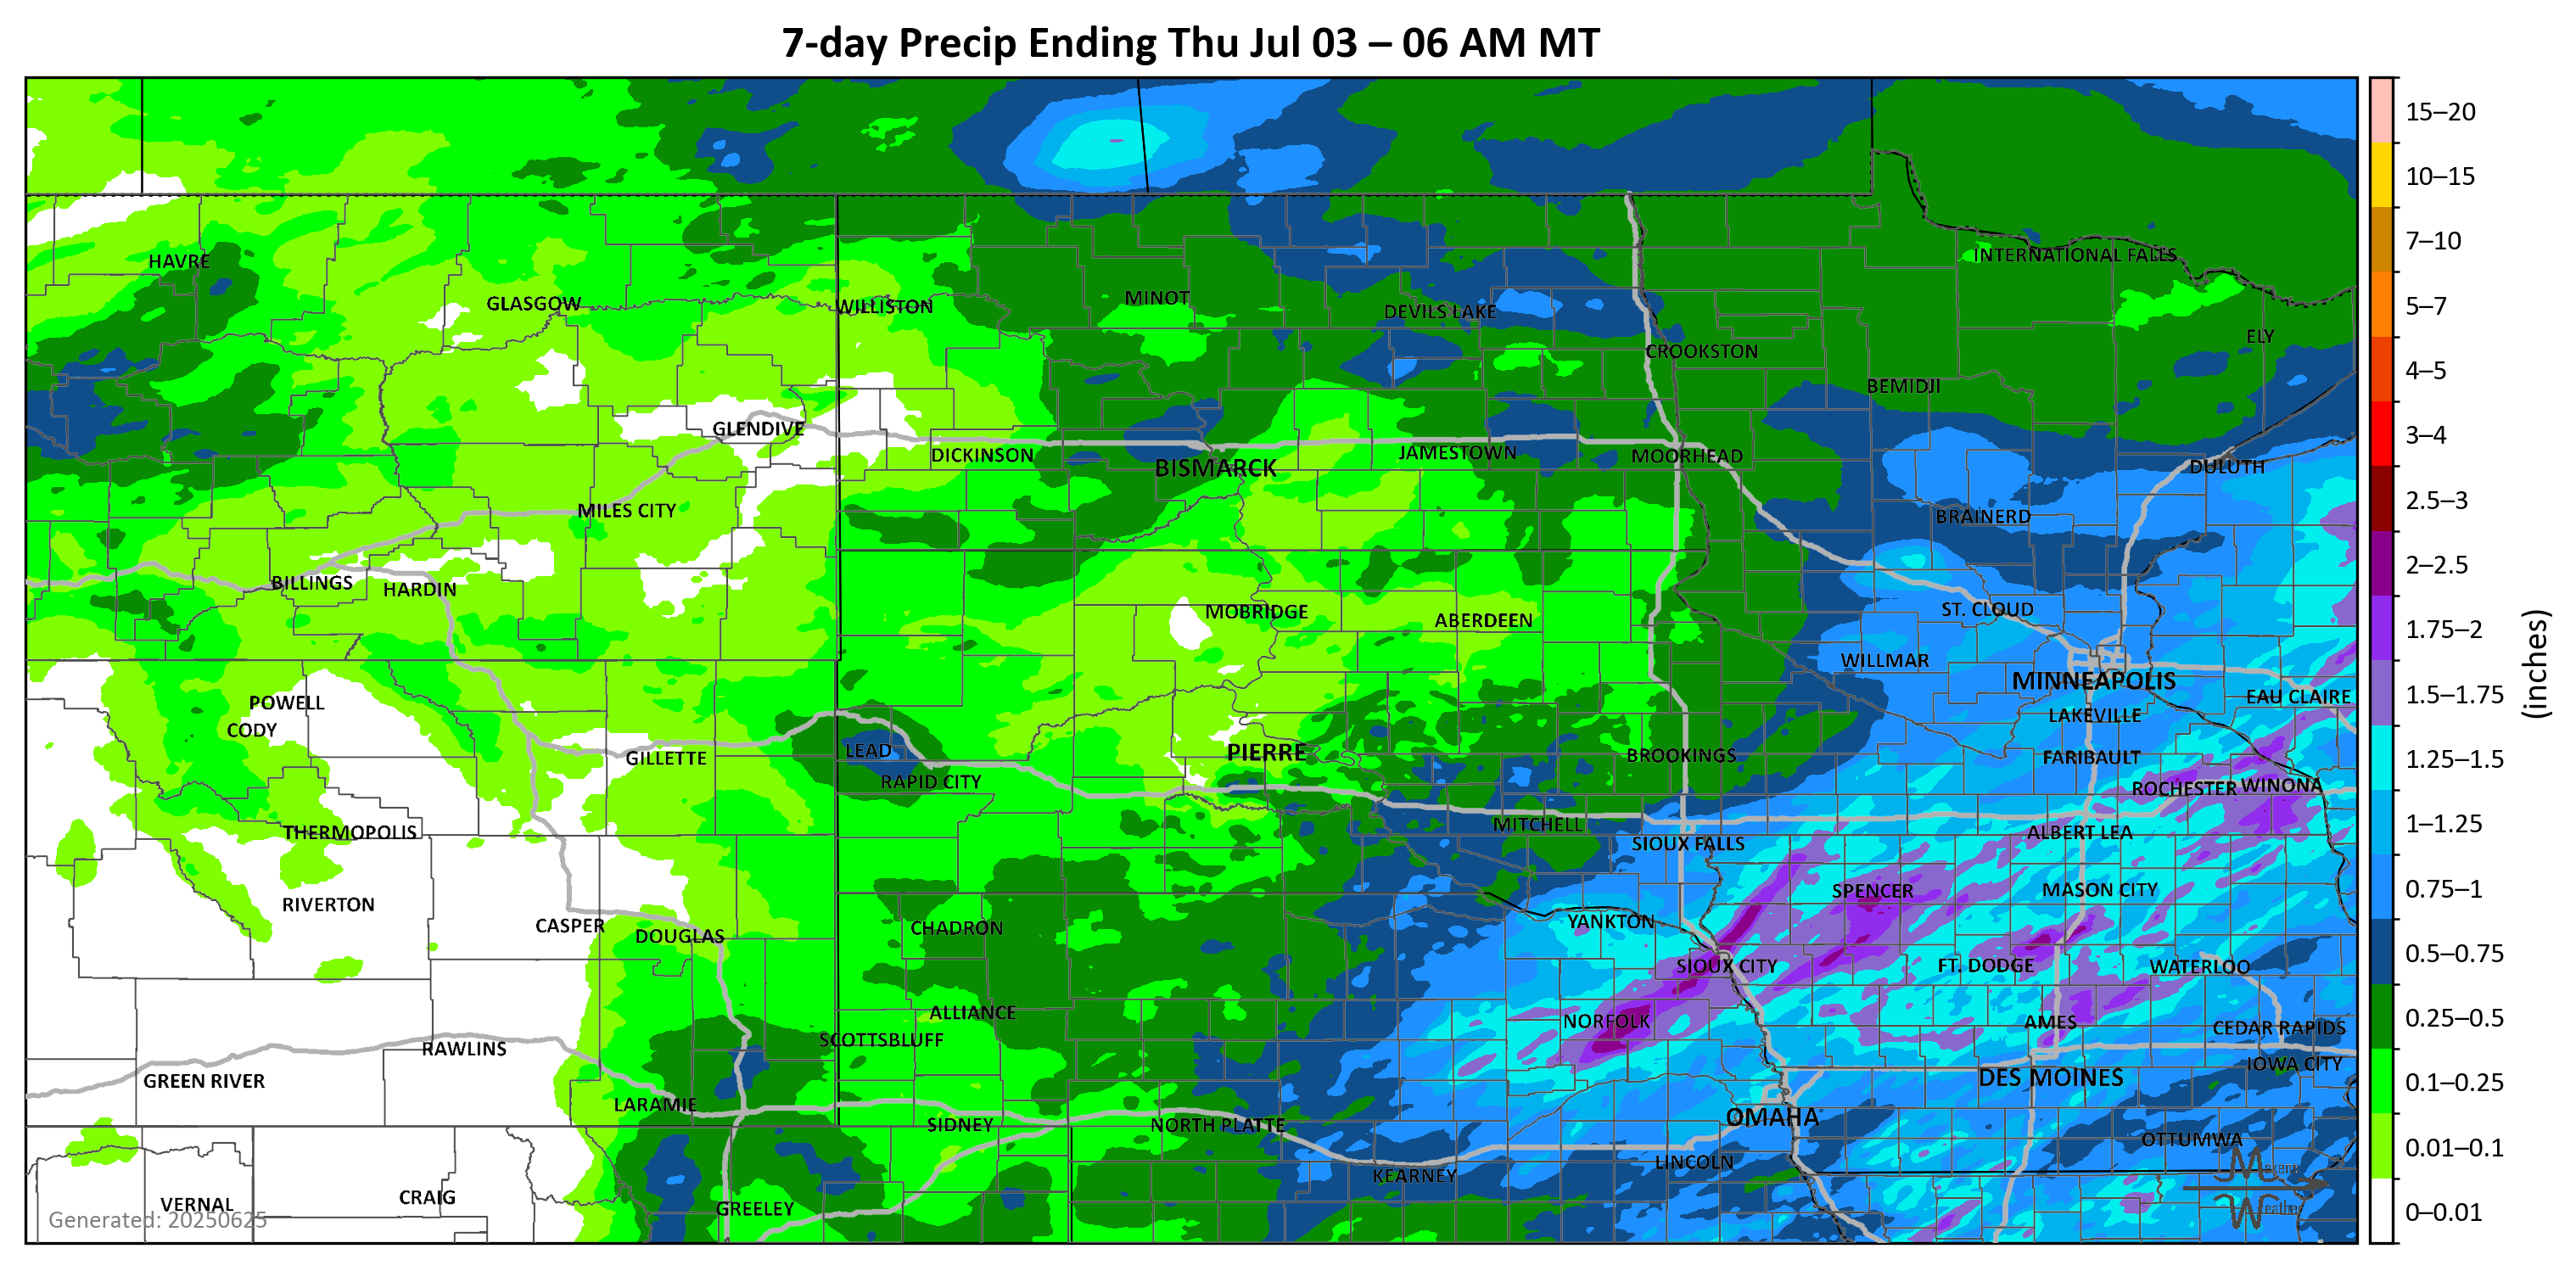 7-day Precip Ending Thu Jul 03 – 06 AM MT
15–20
10–15
INTERNATIONAL FALLS
7–10
HAVRE
MINOT
GLASGOW
WILLISTON
DEVILS LAKE
5–7
ELY
CROOKSTON
4–5
BEMIDJI
GLENDIVE
3–4
DICKINSON
JAMESTOWN
MOORHEAD
BISMARCK
DULUTH
2.5–3
MILES CITY
BRAINERD
2–2.5
BILLINGS
HARDIN
ST. CLOUD
MOBRIDGE
ABERDEEN
1.75–2
WILLMAR
(inches)
MINNEAPOLIS
EAU CLAIRE
1.5–1.75
POWELL
LAKEVILLE
CODY
LEAD
PIERRE
GILLETTE
BROOKINGS
FARIBAULT
1.25–1.5
RAPID CITY
ROCHESTER
WINONA
MITCHELL
1–1.25
THERMOPOLIS
ALBERT LEA
SIOUX FALLS
SPENCER
MASON CITY
0.75–1
RIVERTON
CASPER
CHADRON
YANKTON
DOUGLAS
0.5–0.75
SIOUX CITY
FT. DODGE
WATERLOO
ALLIANCE
NORFOLK
AMES
0.25–0.5
CEDAR RAPIDS
SCOTTSBLUFF
RAWLINS
IOWA CITY
GREEN RIVER
DES MOINES
0.1–0.25
LARAMIE
OMAHA
SIDNEY
NORTH PLATTE
OTTUMWA
0.01–0.1
LINCOLN
KEARNEY
CRAIG
VERNAL
GREELEY
0–0.01
Generated: 20250625